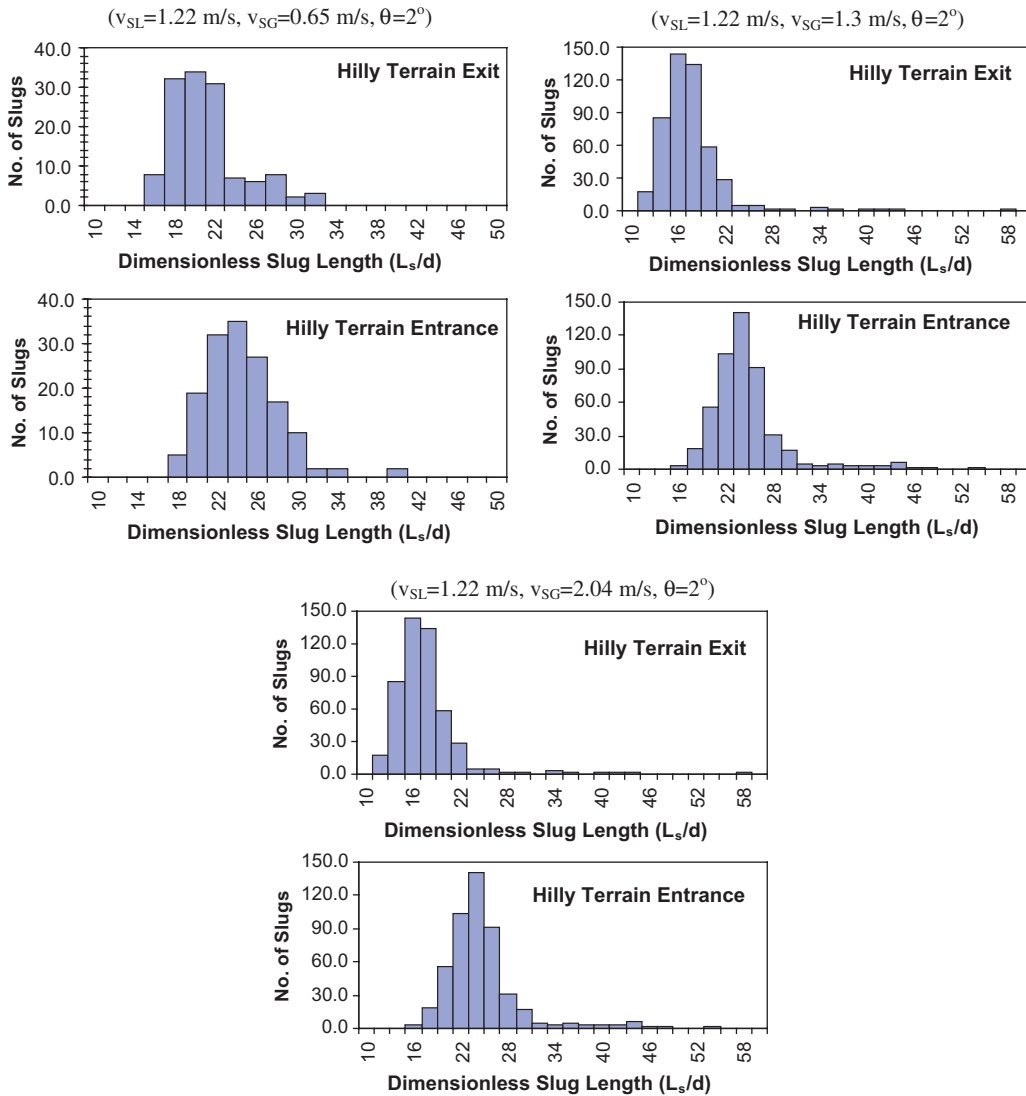 (vSL=1.22 m/s, vSG=0.65 m/s, θ=2o)
40.0
30.0
20.0
10.0
0.0
No. of Slugs
Hilly Terrain Exit
10 14 18 22 26 30 34 38 42 46 50
Dimensionless Slug Length (Ls/d)
40.0
30.0
20.0
10.0
0.0
No. of Slugs
Hilly Terrain Entrance
10 14 18 22 26 30 34 38 42 46 50
Dimensionless Slug Length (Ls/d)
(vSL=1.22 m/s, vSG=1.3 m/s, θ=2o)
150.0
120.0
90.0
60.0
30.0
0.0
No. of Slugs
Hilly Terrain Exit
10 16 22 28 34 40 46 52 58
Dimensionless Slug Length (Ls/d)
150.0
120.0
90.0
60.0
30.0
0.0
No. of Slugs
Hilly Terrain Entrance
10 16 22 28 34 40 46 52 58
Dimensionless Slug Length (Ls/d)
(vSL=1.22 m/s, vSG=2.04 m/s, θ=2o)
150.0
120.0
90.0
60.0
30.0
0.0
No. of Slugs
Hilly Terrain Exit
10 16 22 28 34 40 46 52 58
Dimensionless Slug Length (Ls/d)
150.0
120.0
90.0
60.0
30.0
0.0
No. of Slugs
Hilly Terrain Entrance
10 16 22 28 34 40 46 52 58
Dimensionless Slug Length (Ls/d)